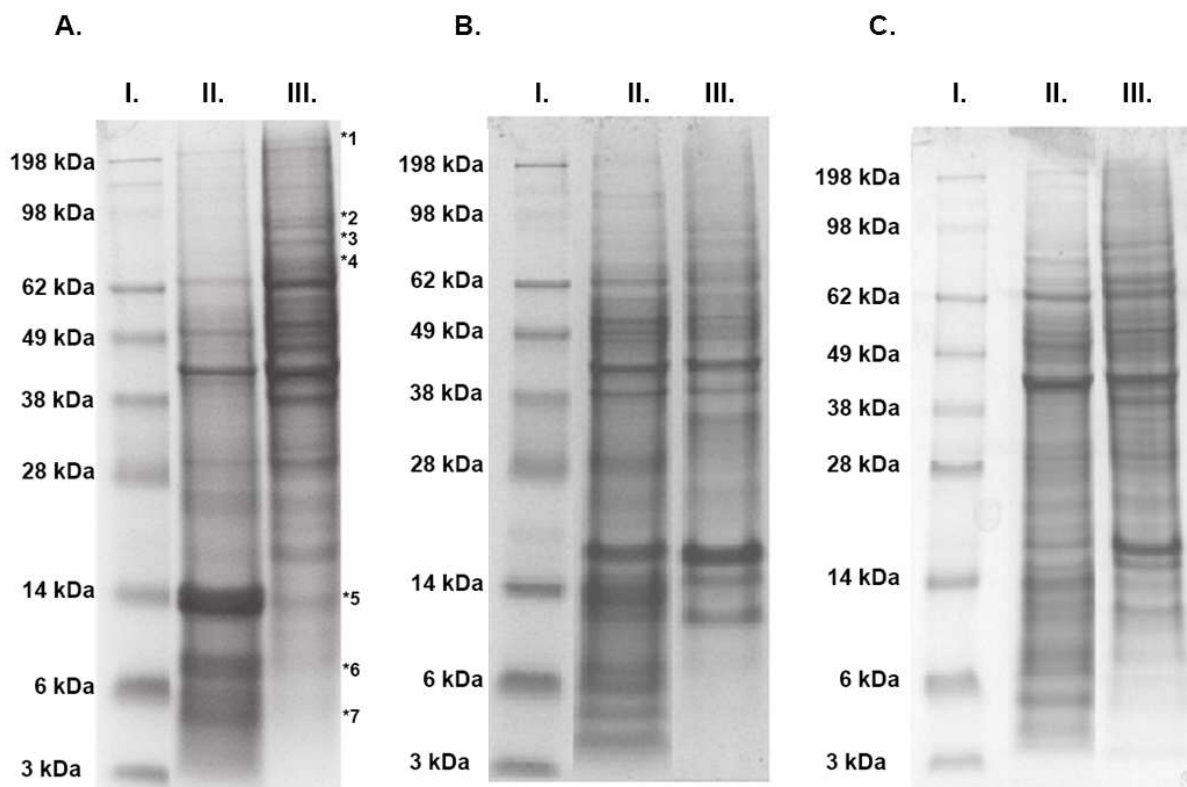 A.
B.
C.
I. II. III.
I. II. III.
I. II. III.
198 kDa
98 kDa
62 kDa
49 kDa
38 kDa
28 kDa
14 kDa
6 kDa
3 kDa
*1
*2
*3
*4
*5
*6
*7
198 kDa
98 kDa
62 kDa
49 kDa
38 kDa
28 kDa
14 kDa
6 kDa
3 kDa
198 kDa
98 kDa
62 kDa
49 kDa
38 kDa
28 kDa
14 kDa
6 kDa
3 kDa